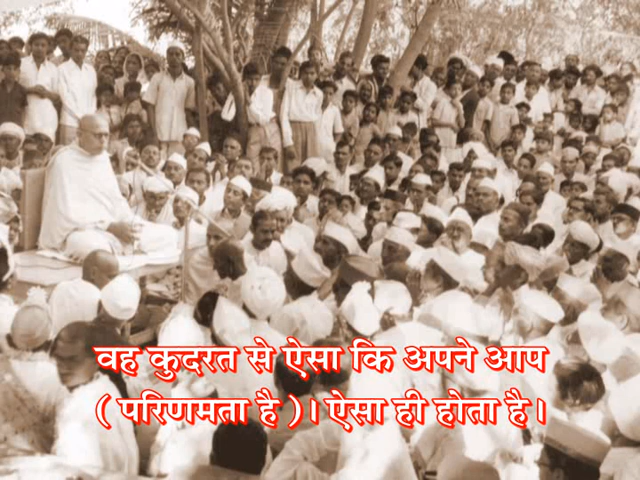 वह कुदरत से ऐसा कि अपने आप
( परिणमता है )। ऐसा ही होता है।